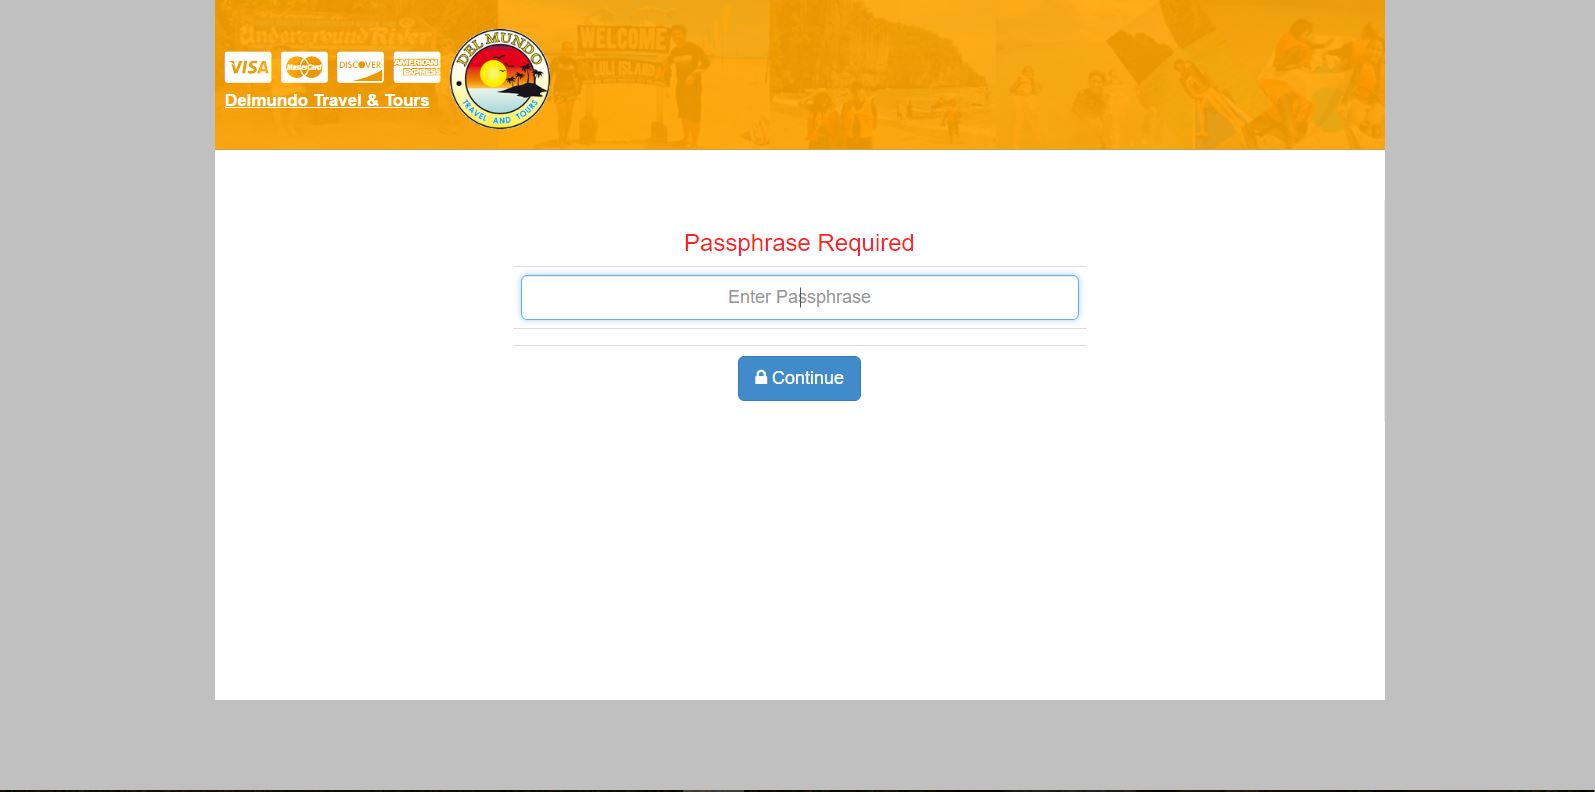 Underground River
WELCOME
LULI ISLAND
VISA
MasterCard
DISCOVER
AMERICAN
EXPRESS
DEL MUNDO
TRAVEL AND TOURS
Delmundo Travel & Tours
Passphrase Required
Enter Passphrase
Continue